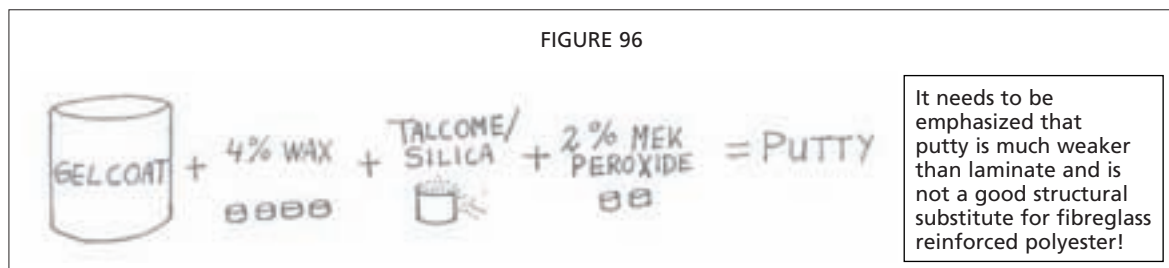 FIGURE 96
GELCOAT + 4% WAX + TALCOME/
SILICA + 2% MEK
PEROXIDE = PUTTY
It needs to be
emphasized that
putty is much weaker
than laminate and is
not a good structural
substitute for fibreglass
reinforced polyester!